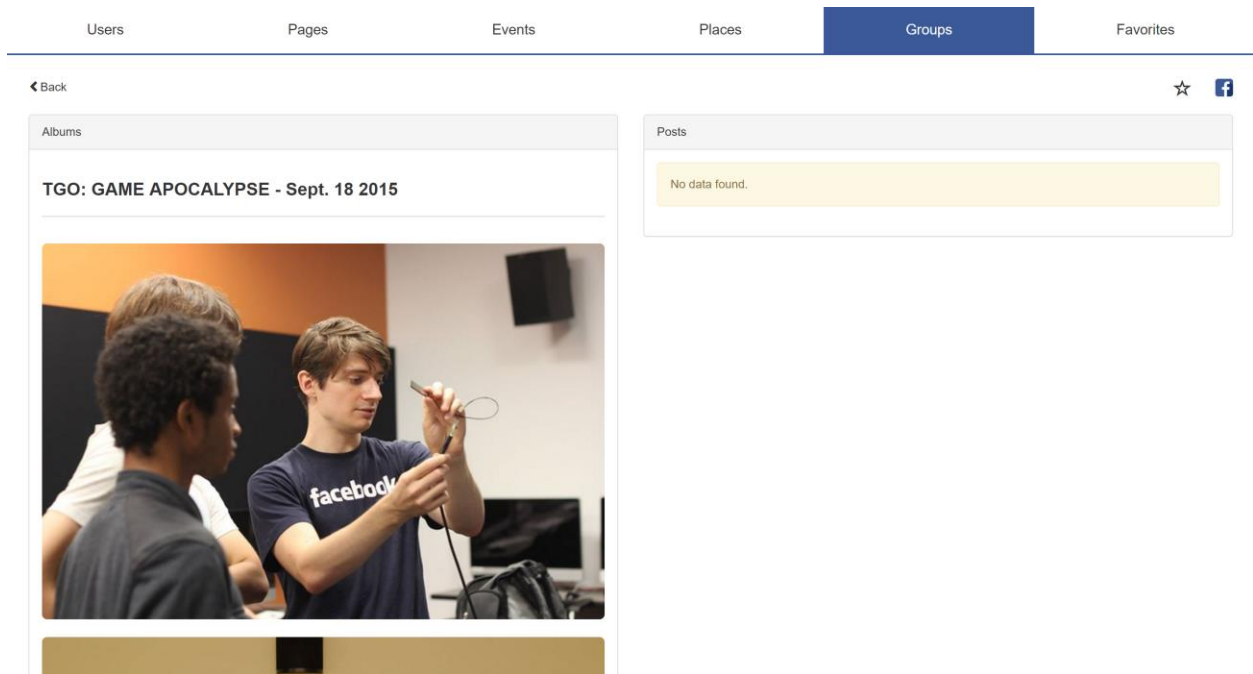 Users Pages Events Places Groups Favorites
Back
Albums
TGO: GAME APOCALYPSE - Sept. 18 2015
facebook
Posts
No data found.